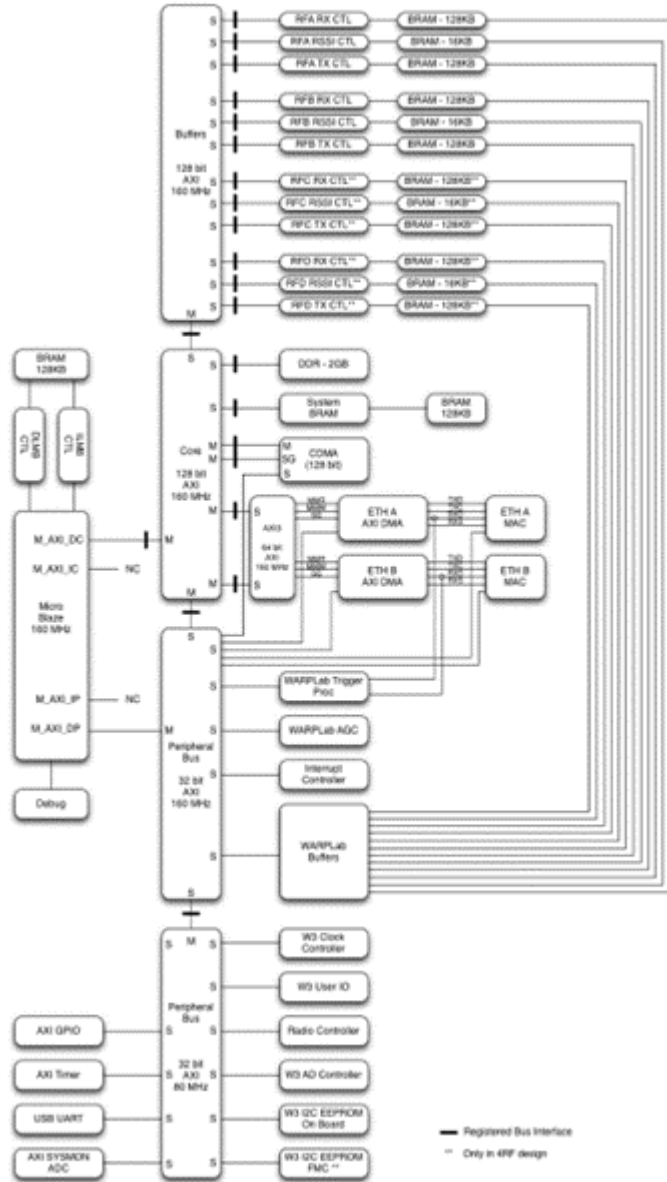 S RFA RX CTL BRAM - 128KB
S RFA RSSI CTL BRAM - 16KB
S RFA TX CTL BRAM - 128KB
S RFB RX CTL BRAM - 128KB
S RFB RSSI CTL BRAM - 16KB
S RFB TX CTL BRAM - 128KB
Buffers
128 bit
AXI
160 MHz
S RFC RX CTL** BRAM - 128KB**
S RFC RSSI CTL** BRAM - 16KB**
S RFC TX CTL** BRAM - 128KB**
S RFD RX CTL** BRAM - 128KB**
S RFD RSSI CTL** BRAM - 16KB**
S RFD TX CTL** BRAM - 128KB**
M
BRAM
128KB
DLMB
CTL
ILMB
CTL
S
S DDR - 2GB
S System
BRAM
BRAM
128KB
Core
128 bit
AXI
160 MHz
M M
M SG
S
CDMA
(128 bit)
M S
M S
M
M
AXI3
64 bit
AXI
160 MHz
ETH A
AXI DMA
ETH A
MAC
ETH B
AXI DMA
ETH B
MAC
M_AXI_DC
M_AXI_IC NC
Micro
Blaze
160 MHz
M_AXI_IP NC
M_AXI_DP M
Debug
S
S
S WARPLab Trigger
Proc
S WARPLab AGC
Peripheral
Bus
32 bit
AXI
160 MHz
S Interrupt
Controller
S WARPLab
Buffers
S
M
S S W3 Clock
Controller
S W3 User IO
Peripheral
Bus
32 bit
AXI
80 MHz
AXI GPIO S S Radio Controller
AXI Timer S S W3 AD Controller
USB UART S S W3 I2C EEPROM
On Board
AXI SYSMON
ADC
S S W3 I2C EEPROM
FMC **
Registered Bus Interface
** Only in 4RF design